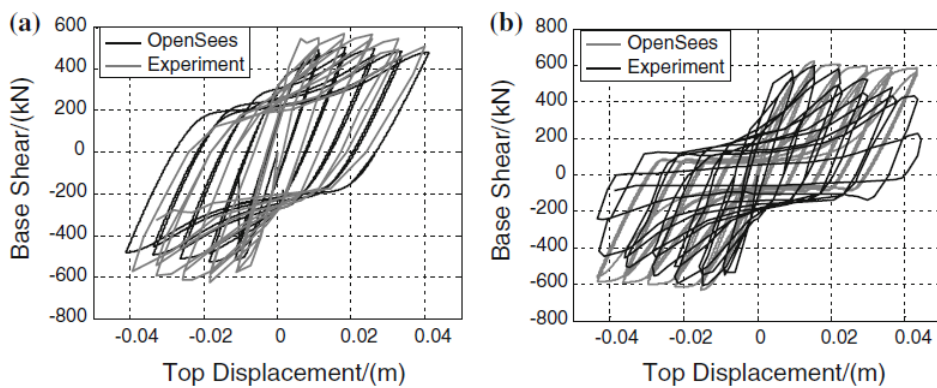 (a)
600
400
200
0
-200
-400
-600
-800
Base Shear/(kN)
OpenSees
Experiment
-0.04 -0.02 0 0.02 0.04
Top Displacement/(m)
(b)
800
600
400
200
0
-200
-400
-600
-800
Base Shear/(kN)
OpenSees
Experiment
-0.04 -0.02 0 0.02 0.04
Top Displacement/(m)